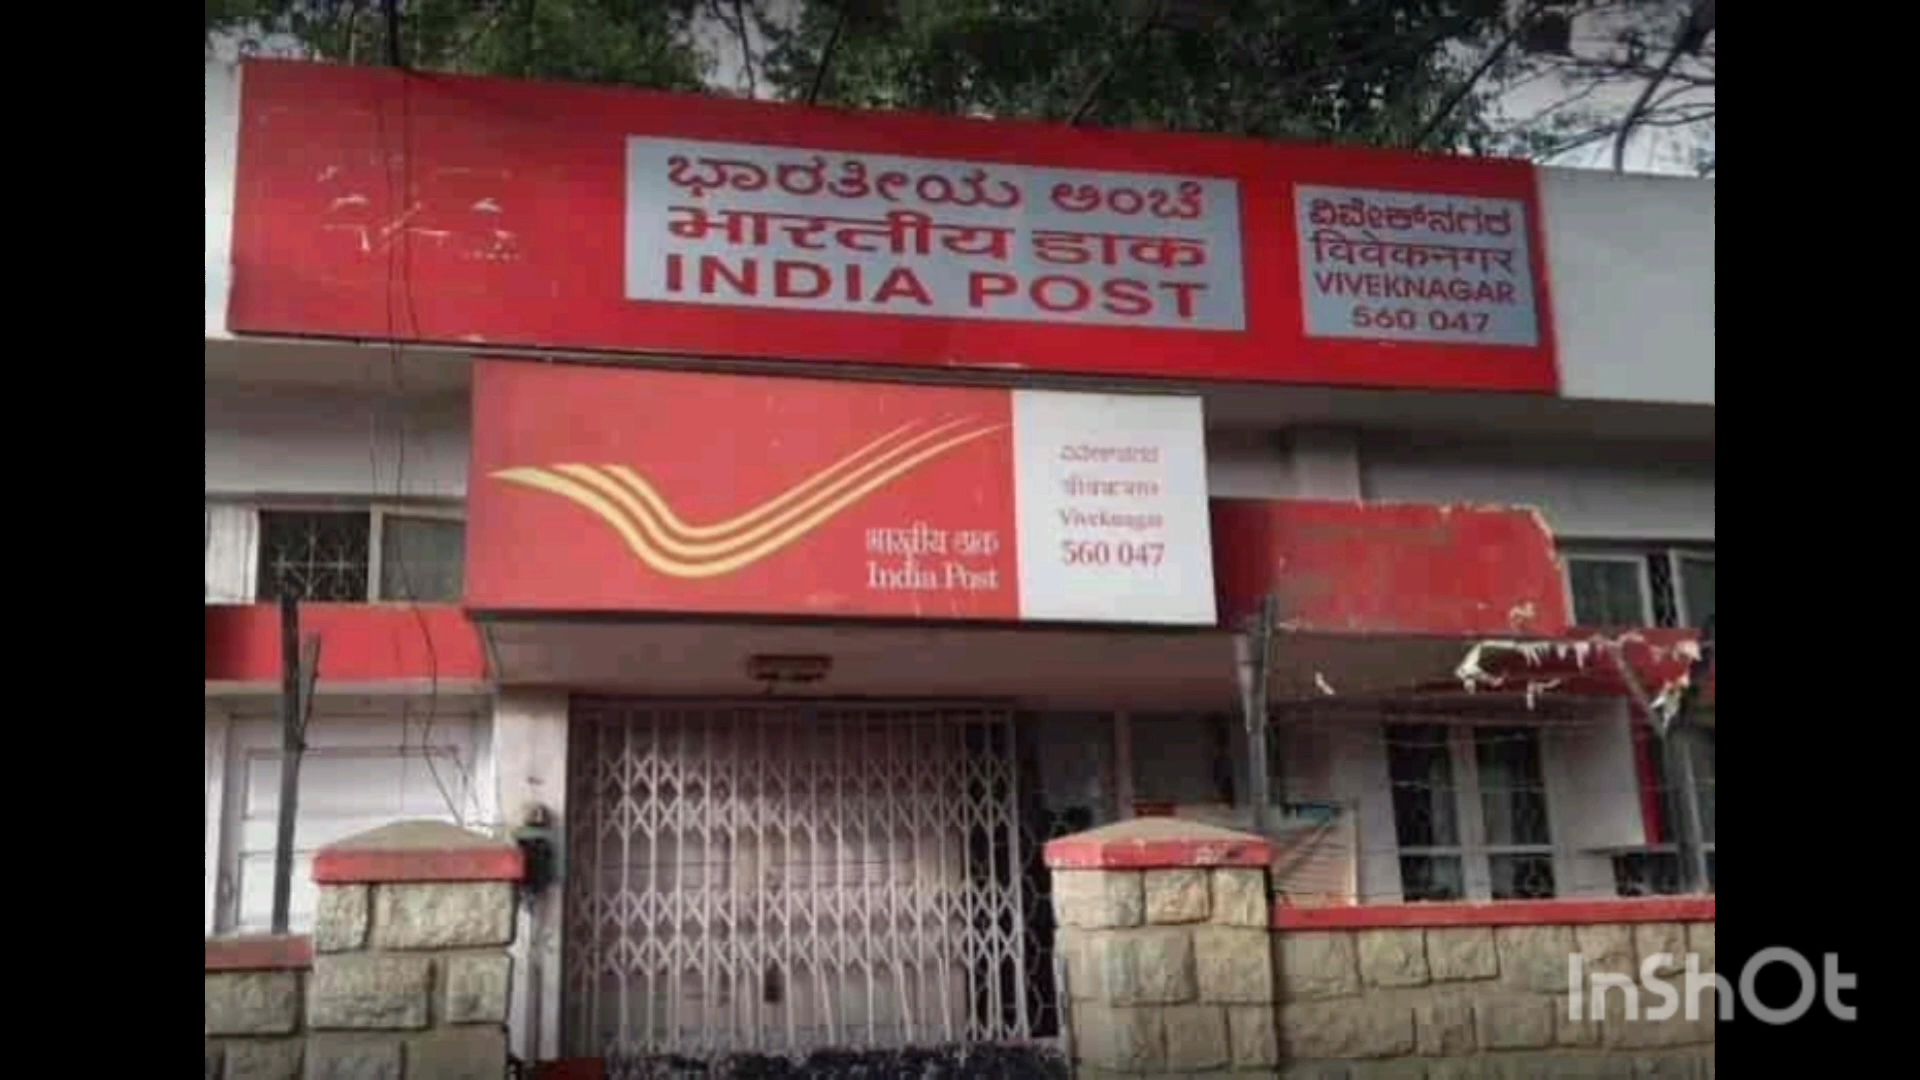 ಭಾರತೀಯ ಅಂಚೆ
भारतीय डाक
INDIA POST
ವಿವೇಕ್‌ನಗರ
विवेकनगर
VIVEKNAGAR
560 047
भारतीय डाक
India Post
Viveknagar
560 047
InShOt